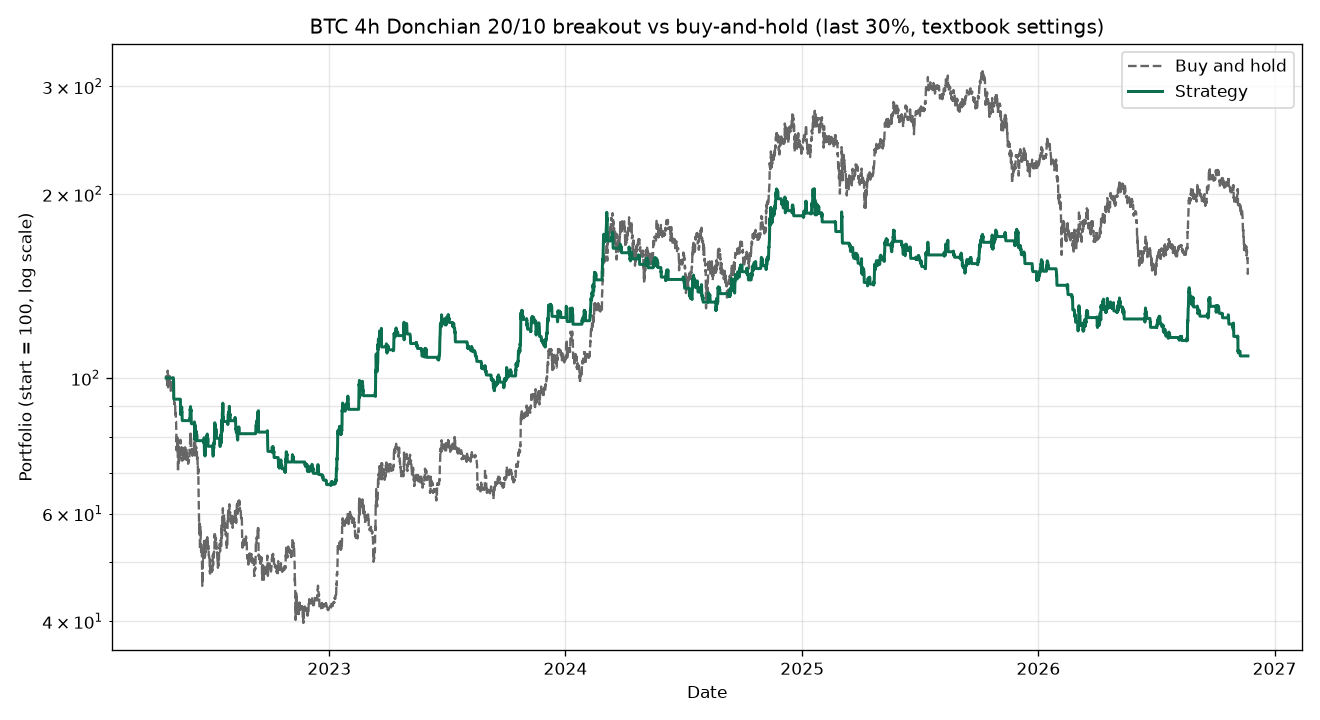 BTC 4h Donchian 20/10 breakout vs buy-and-hold (last 30%, textbook settings)
Buy and hold
Strategy
Portfolio (start = 100, log scale)
3 × 10²
2 × 10²
10²
6 × 10¹
4 × 10¹
2023
2024
2025
2026
2027
Date